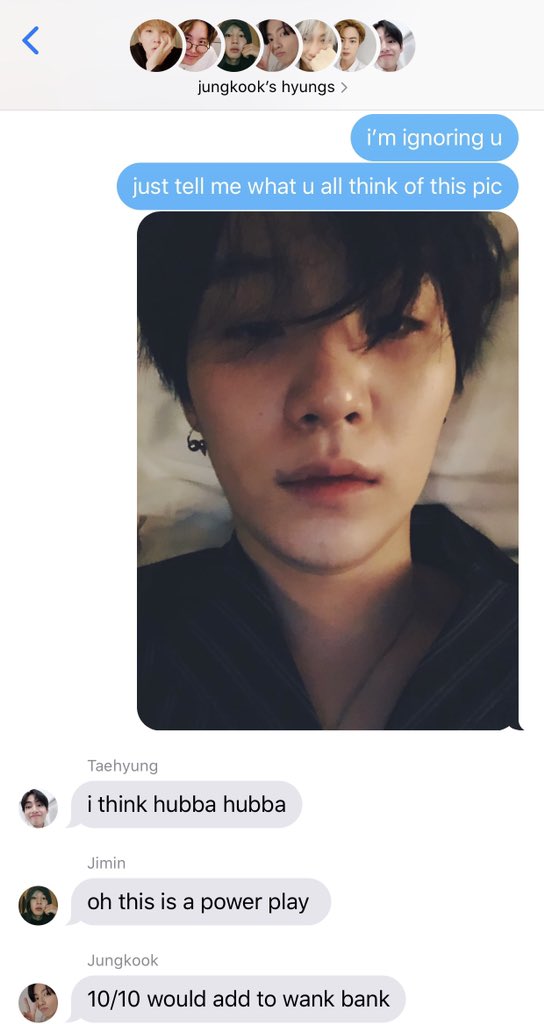 jungkook's hyungs
i'm ignoring u
just tell me what u all think of this pic
Taehyung
i think hubba hubba
Jimin
oh this is a power play
Jungkook
10/10 would add to wank bank